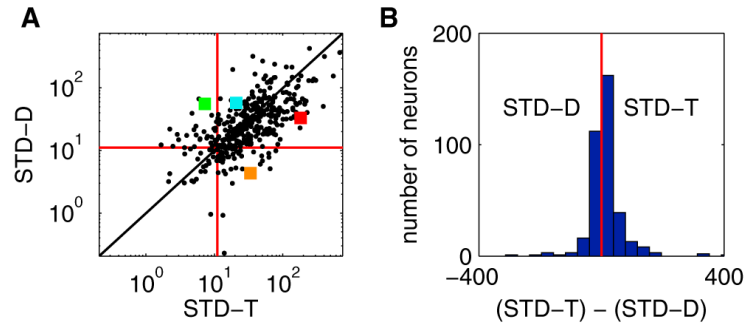 A
STD−D
10²
10¹
10⁰
10⁰
10¹
10²
STD−T
B
number of neurons
200
100
0
STD−D
STD−T
−400
400
(STD−T) − (STD−D)